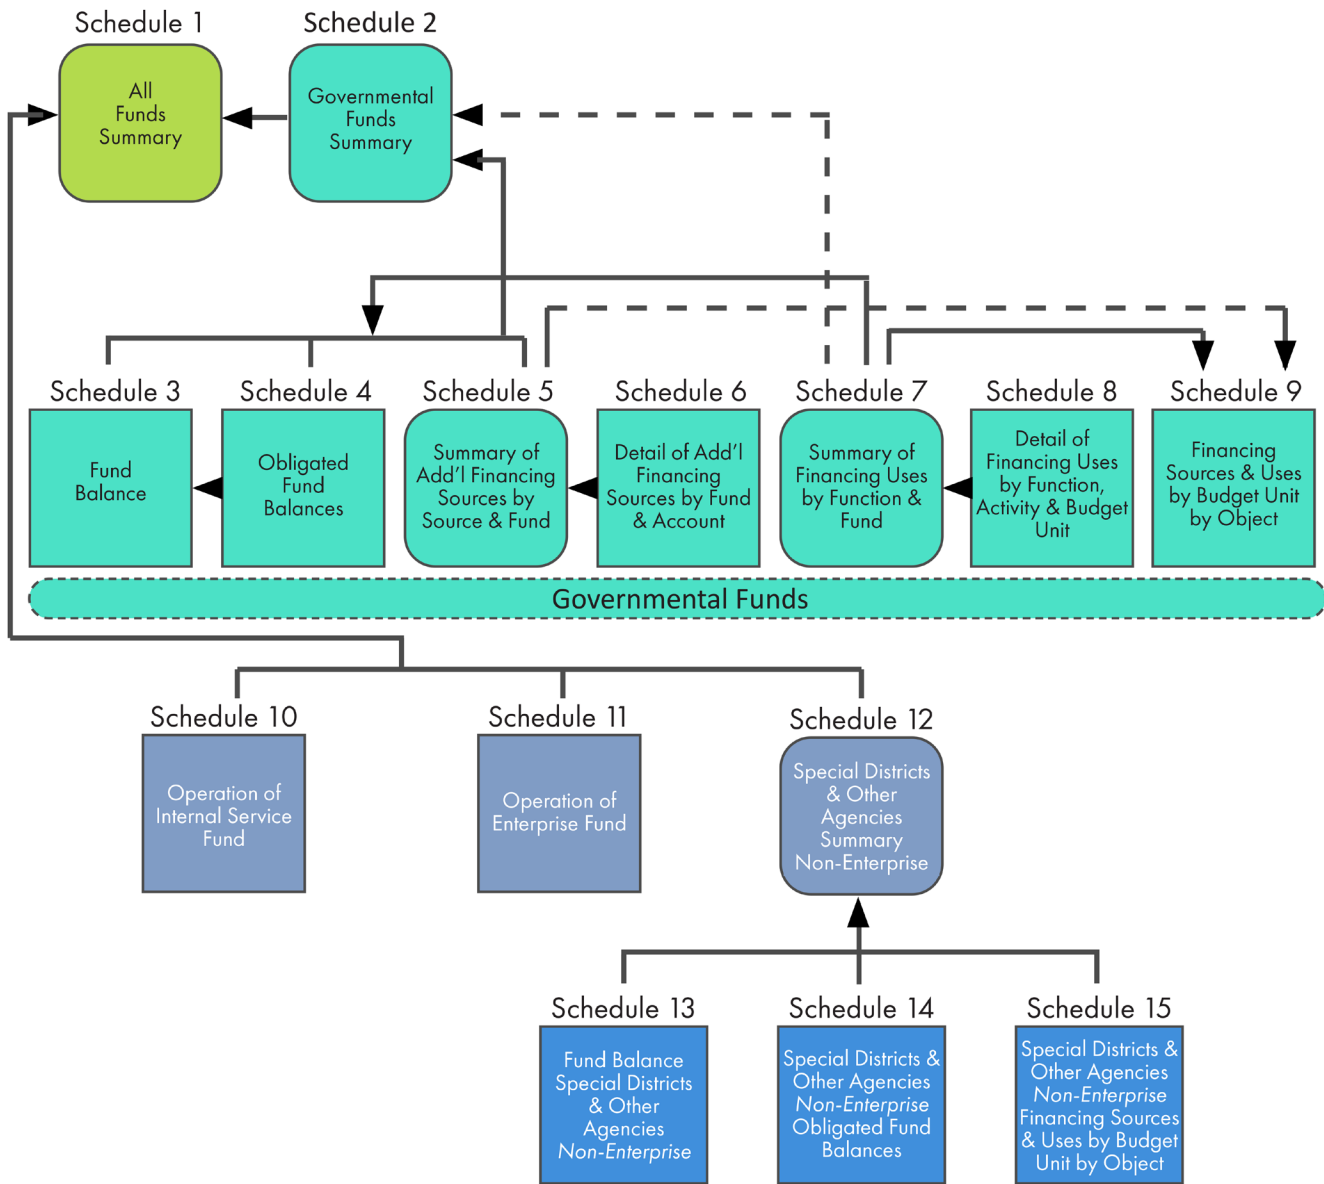 Schedule 1
Schedule 2
All
Funds
Summary
Governmental
Funds
Summary
Schedule 3
Schedule 4
Schedule 5
Schedule 6
Schedule 7
Schedule 8
Schedule 9
Fund
Balance
Obligated
Fund
Balances
Summary of
Add'l Financing
Sources by
Source & Fund
Detail of Add'l
Financing
Sources by Fund
& Account
Summary of
Financing Uses
by Function &
Fund
Detail of
Financing Uses
by Function,
Activity & Budget
Unit
Financing
Sources & Uses
by Budget Unit
by Object
Governmental Funds
Schedule 10
Schedule 11
Schedule 12
Operation of
Internal Service
Fund
Operation of
Enterprise Fund
Special Districts
& Other
Agencies
Summary
Non-Enterprise
Schedule 13
Schedule 14
Schedule 15
Fund Balance
Special Districts
& Other
Agencies
Non-Enterprise
Special Districts &
Other Agencies
Non-Enterprise
Obligated Fund
Balances
Special Districts &
Other Agencies
Non-Enterprise
Financing Sources
& Uses by Budget
Unit by Object